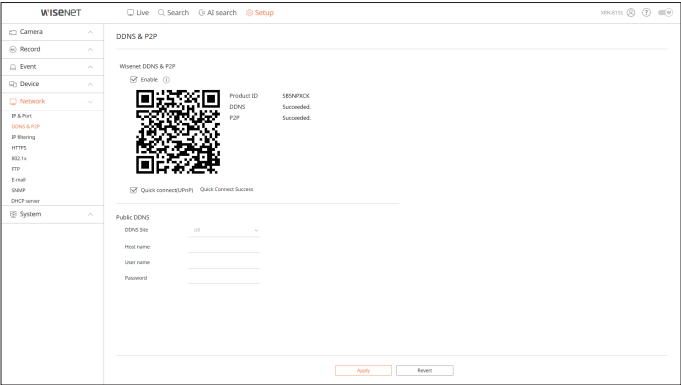 WISENET
Live Search AI search Setup
XRN-815S
Camera
Record
Event
Device
Network
IP & Port
DDNS & P2P
IP filtering
HTTPS
802.1x
FTP
E-mail
SNMP
DHCP server
System
DDNS & P2P
Wisenet DDNS & P2P
Enable
Product ID SBSNPXCK
DDNS Succeeded.
P2P Succeeded.
Quick connect(UPnP) Quick Connect Success
Public DDNS
DDNS Site Off
Host name
User name
Password
Apply Revert